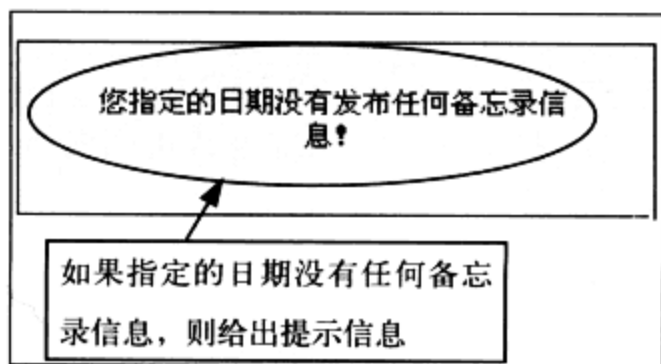 您指定的日期没有发布任何备忘录信
息！
如果指定的日期没有任何备忘
录信息，则给出提示信息